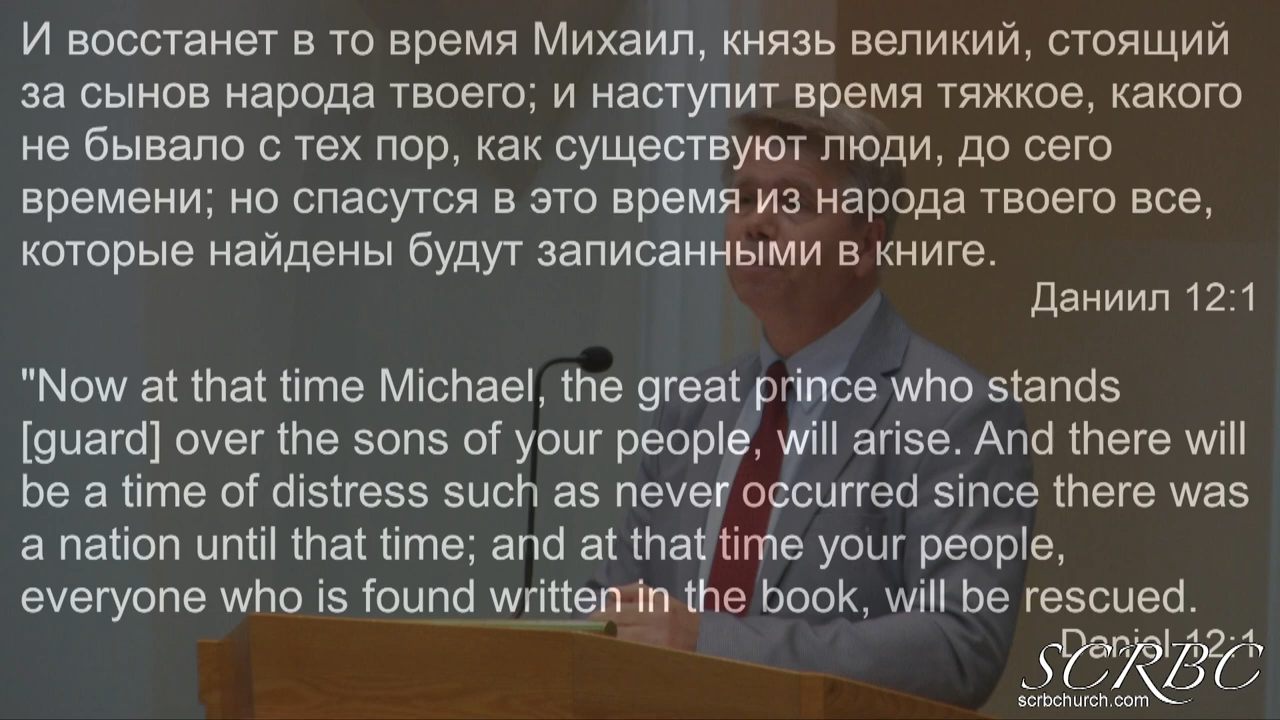 И восстанет в то время Михаил, князь великий, стоящий
за сынов народа твоего; и наступит время тяжкое, какого
не бывало с тех пор, как существуют люди, до сего
времени; но спасутся в это время из народа твоего все,
которые найдены будут записанными в книге.
Даниил 12:1
"Now at that time Michael, the great prince who stands
[guard] over the sons of your people, will arise. And there will
be a time of distress such as never occurred since there was
a nation until that time; and at that time your people,
everyone who is found written in the book, will be rescued.
Daniel 12:1
SCRBC
scrbchurch.com